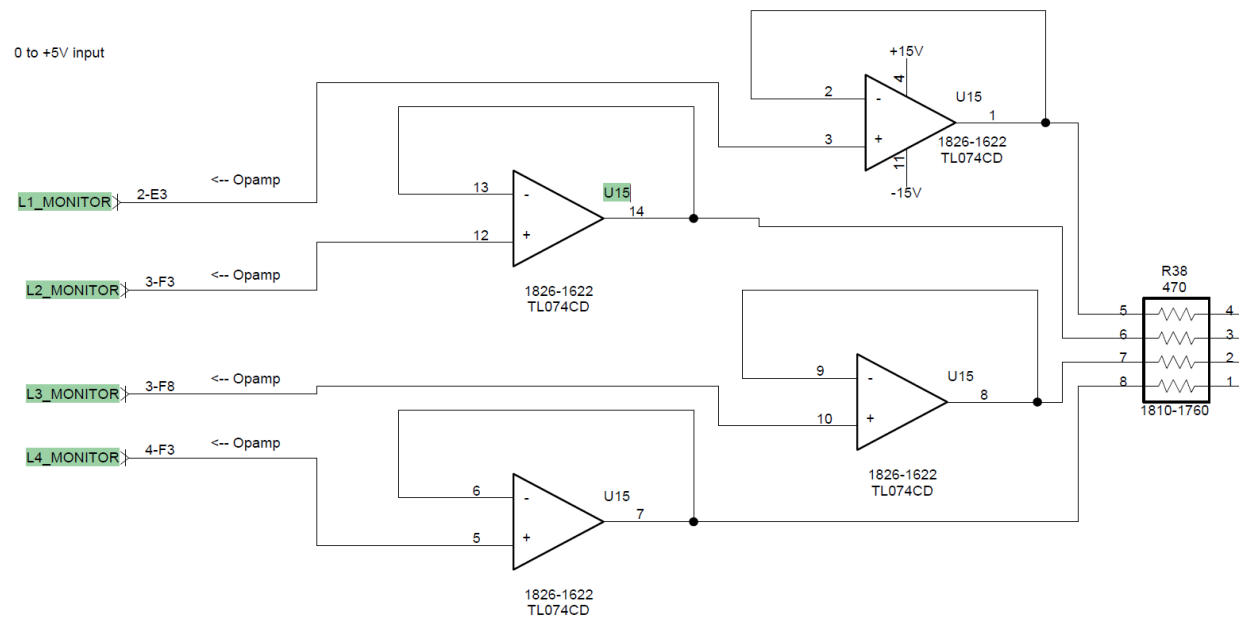 0 to +5V input
+15V
4
2
U15
-
1
3
+
1826-1622
TL074CD
11
-15V
<-- Opamp
L1_MONITOR
2-E3
13
-
U15
14
12
+
1826-1622
TL074CD
<-- Opamp
L2_MONITOR
3-F3
R38
470
5
4
6
3
7
2
8
1
1810-1760
<-- Opamp
L3_MONITOR
3-F8
9
-
U15
8
10
+
1826-1622
TL074CD
<-- Opamp
L4_MONITOR
4-F3
6
-
U15
7
5
+
1826-1622
TL074CD